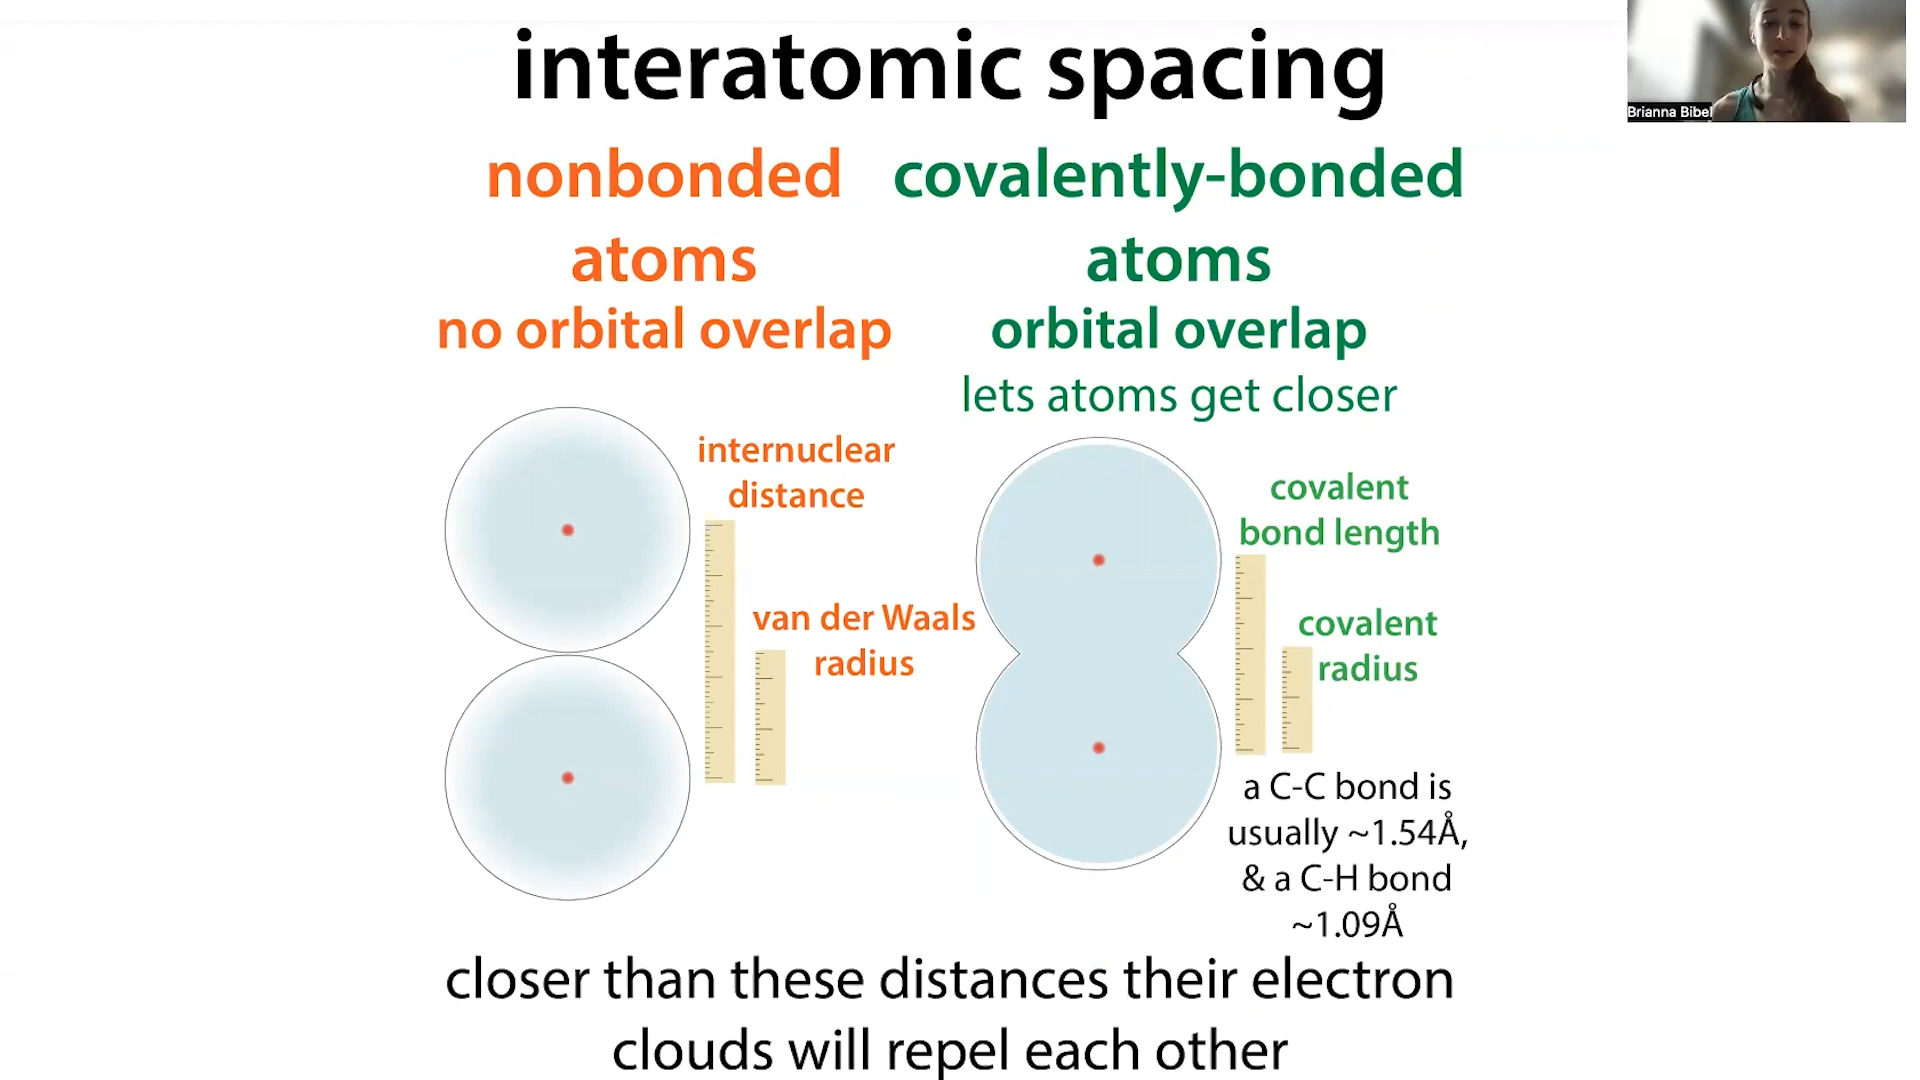 interatomic spacing
Brianna Bibel
nonbonded
atoms
no orbital overlap
covalently-bonded
atoms
orbital overlap
lets atoms get closer
internuclear
distance
van der Waals
radius
covalent
bond length
covalent
radius
a C-C bond is
usually ~1.54Å,
& a C-H bond
~1.09Å
closer than these distances their electron
clouds will repel each other